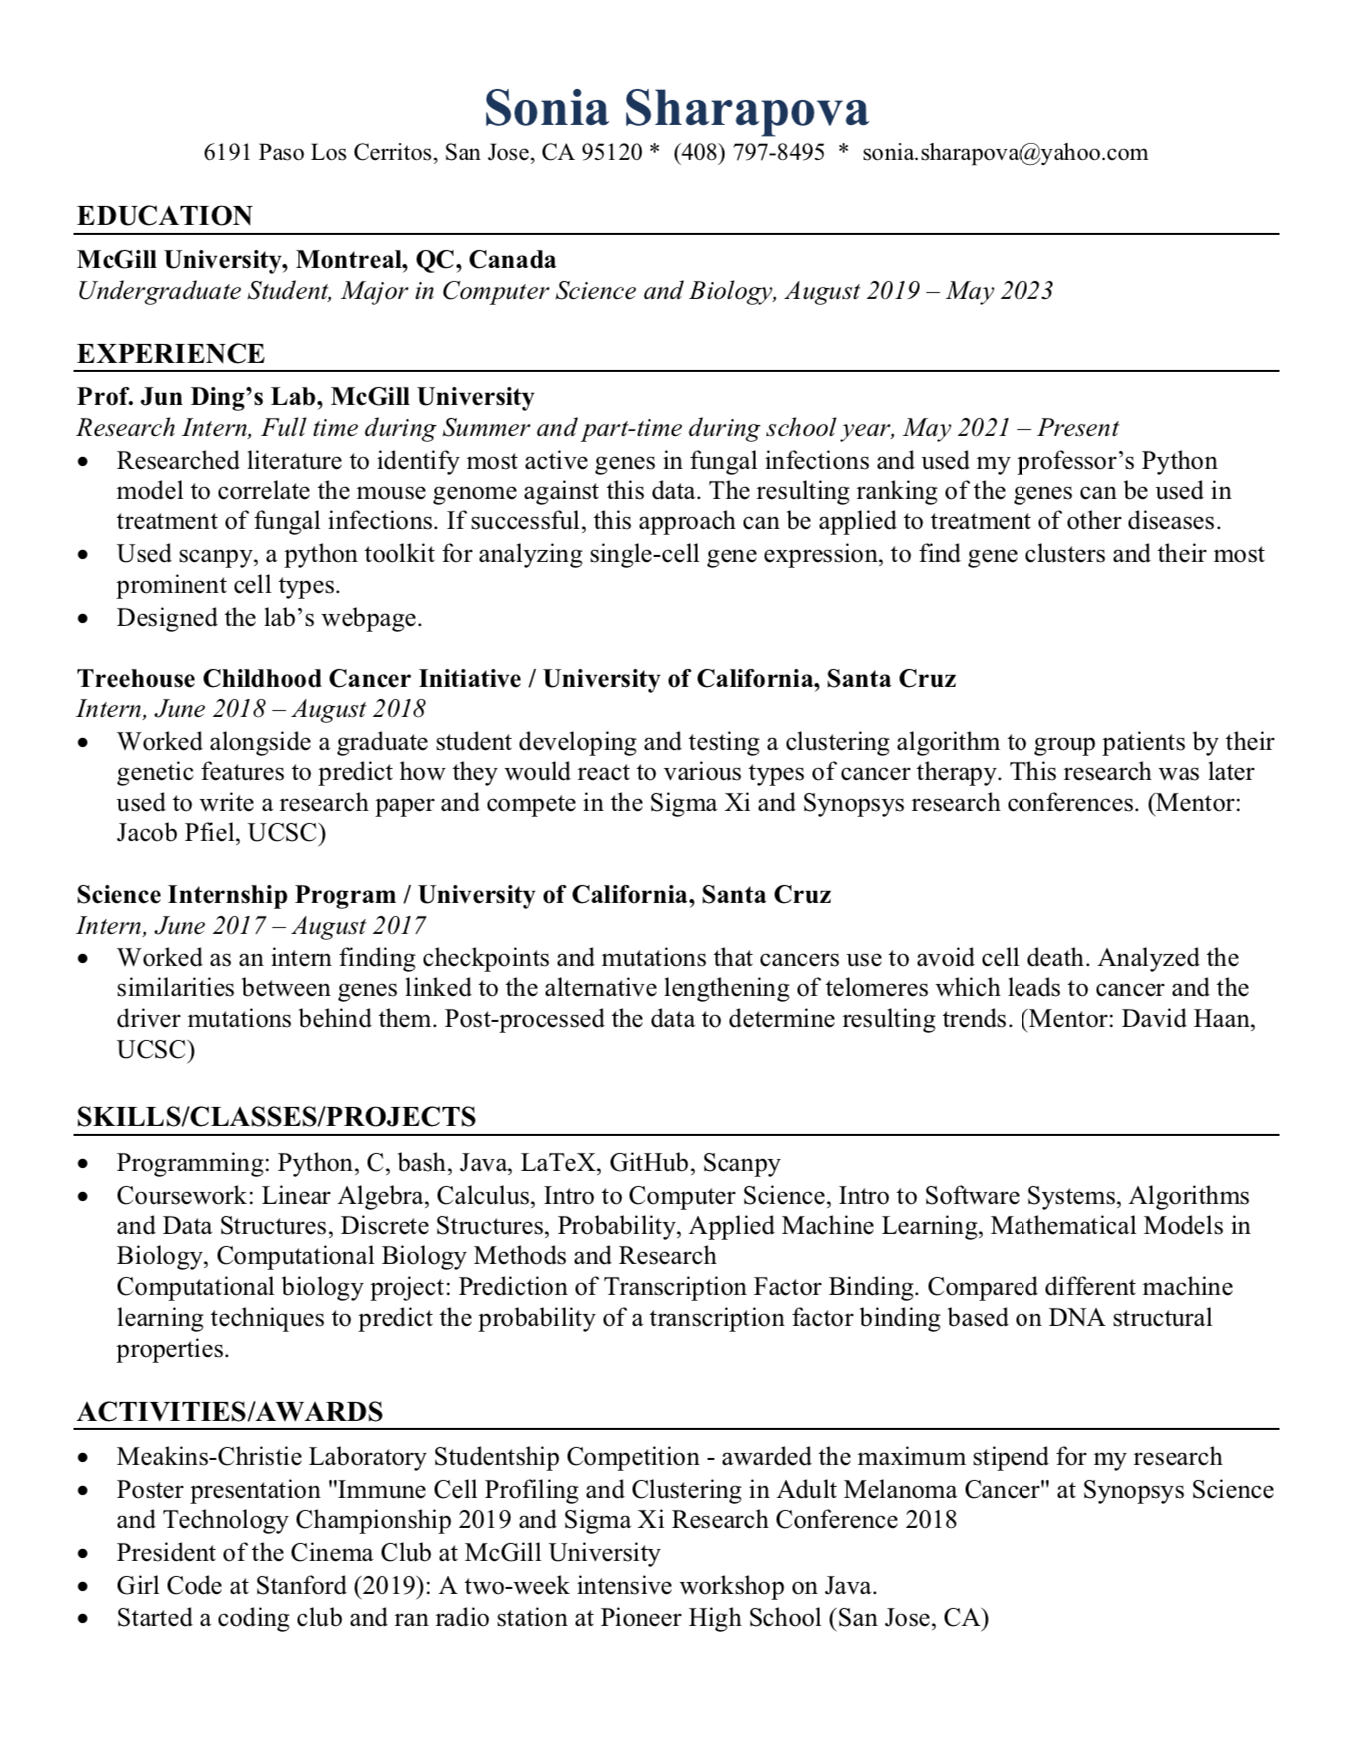 Sonia Sharapova
6191 Paso Los Cerritos, San Jose, CA 95120 * (408) 797-8495 * sonia.sharapova@yahoo.com
EDUCATION
McGill University, Montreal, QC, Canada
Undergraduate Student, Major in Computer Science and Biology, August 2019 – May 2023
EXPERIENCE
Prof. Jun Ding’s Lab, McGill University
Research Intern, Full time during Summer and part-time during school year, May 2021 – Present
• Researched literature to identify most active genes in fungal infections and used my professor’s Python
model to correlate the mouse genome against this data. The resulting ranking of the genes can be used in
treatment of fungal infections. If successful, this approach can be applied to treatment of other diseases.
• Used scanpy, a python toolkit for analyzing single-cell gene expression, to find gene clusters and their most
prominent cell types.
• Designed the lab’s webpage.
Treehouse Childhood Cancer Initiative / University of California, Santa Cruz
Intern, June 2018 – August 2018
• Worked alongside a graduate student developing and testing a clustering algorithm to group patients by their
genetic features to predict how they would react to various types of cancer therapy. This research was later
used to write a research paper and compete in the Sigma Xi and Synopsys research conferences. (Mentor:
Jacob Pfiel, UCSC)
Science Internship Program / University of California, Santa Cruz
Intern, June 2017 – August 2017
• Worked as an intern finding checkpoints and mutations that cancers use to avoid cell death. Analyzed the
similarities between genes linked to the alternative lengthening of telomeres which leads to cancer and the
driver mutations behind them. Post-processed the data to determine resulting trends. (Mentor: David Haan,
UCSC)
SKILLS/CLASSES/PROJECTS
• Programming: Python, C, bash, Java, LaTeX, GitHub, Scanpy
• Coursework: Linear Algebra, Calculus, Intro to Computer Science, Intro to Software Systems, Algorithms
and Data Structures, Discrete Structures, Probability, Applied Machine Learning, Mathematical Models in
Biology, Computational Biology Methods and Research
Computational biology project: Prediction of Transcription Factor Binding. Compared different machine
learning techniques to predict the probability of a transcription factor binding based on DNA structural
properties.
ACTIVITIES/AWARDS
• Meakins-Christie Laboratory Studentship Competition - awarded the maximum stipend for my research
• Poster presentation "Immune Cell Profiling and Clustering in Adult Melanoma Cancer" at Synopsys Science
and Technology Championship 2019 and Sigma Xi Research Conference 2018
• President of the Cinema Club at McGill University
• Girl Code at Stanford (2019): A two-week intensive workshop on Java.
• Started a coding club and ran radio station at Pioneer High School (San Jose, CA)